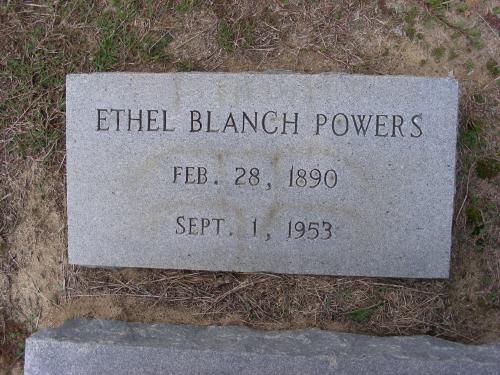 ETHEL BLANCH POWERS
FEB. 28, 1890
SEPT. 1, 1953